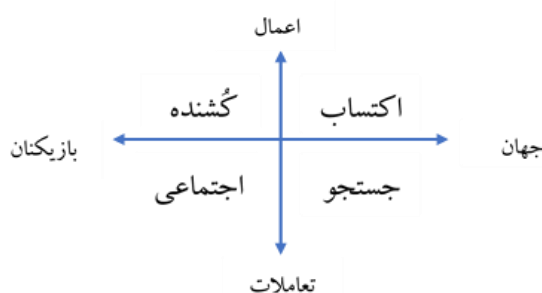 اعمال
اکتساب
کُشنده
جهان
بازیکنان
جستجو
اجتماعی
تعاملات